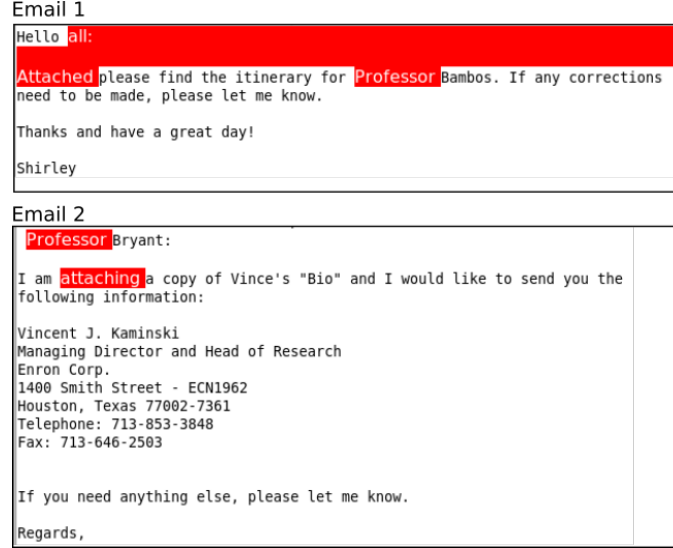 Email 1
Hello all:
Attached please find the itinerary for Professor Bambos. If any corrections
need to be made, please let me know.
Thanks and have a great day!
Shirley
Email 2
Professor Bryant:
I am attaching a copy of Vince's "Bio" and I would like to send you the
following information:
Vincent J. Kaminski
Managing Director and Head of Research
Enron Corp.
1400 Smith Street - ECN1962
Houston, Texas 77002-7361
Telephone: 713-853-3848
Fax: 713-646-2503
If you need anything else, please let me know.
Regards,